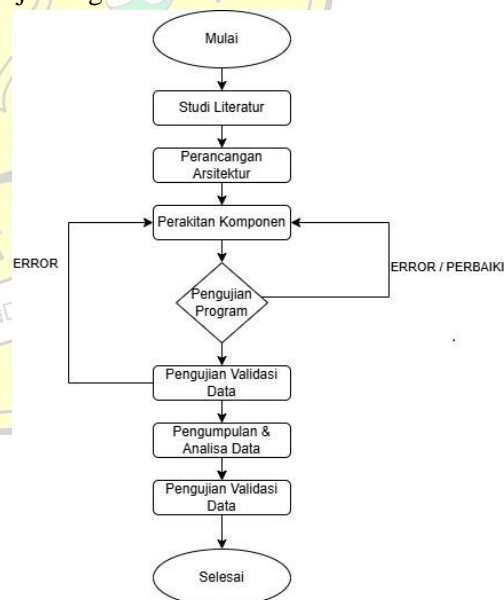 Mulai
Studi Literatur
Perancangan
Arsitektur
Perakitan Komponen
ERROR
ERROR / PERBAIKI
Pengujian
Program
Pengujian Validasi
Data
Pengumpulan &
Analisa Data
Pengujian Validasi
Data
Selesai